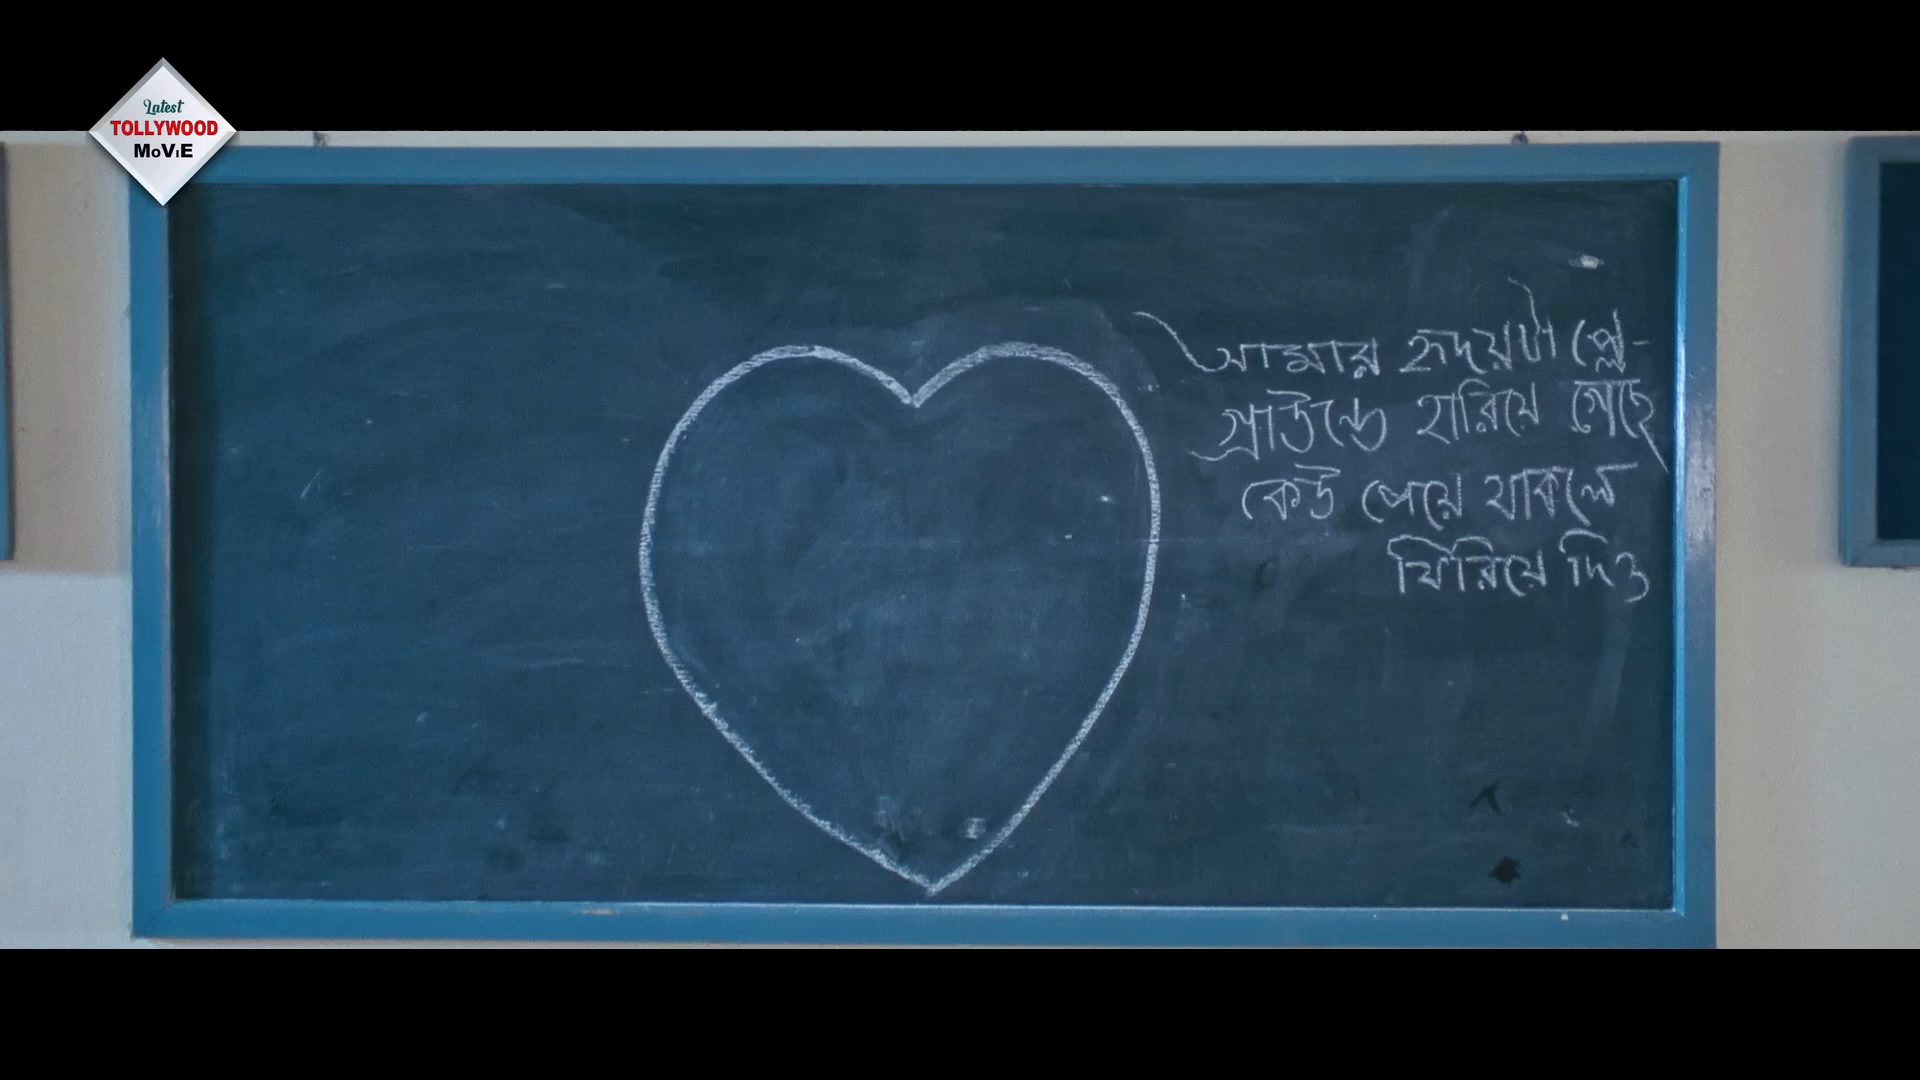 Latest
TOLLYWOOD
MoViE
আমার হৃদয়টা প্লে-
গ্রাউন্ডে হারিয়ে গেছে
কেউ পেয়ে থাকলে
ফিরিয়ে দিও